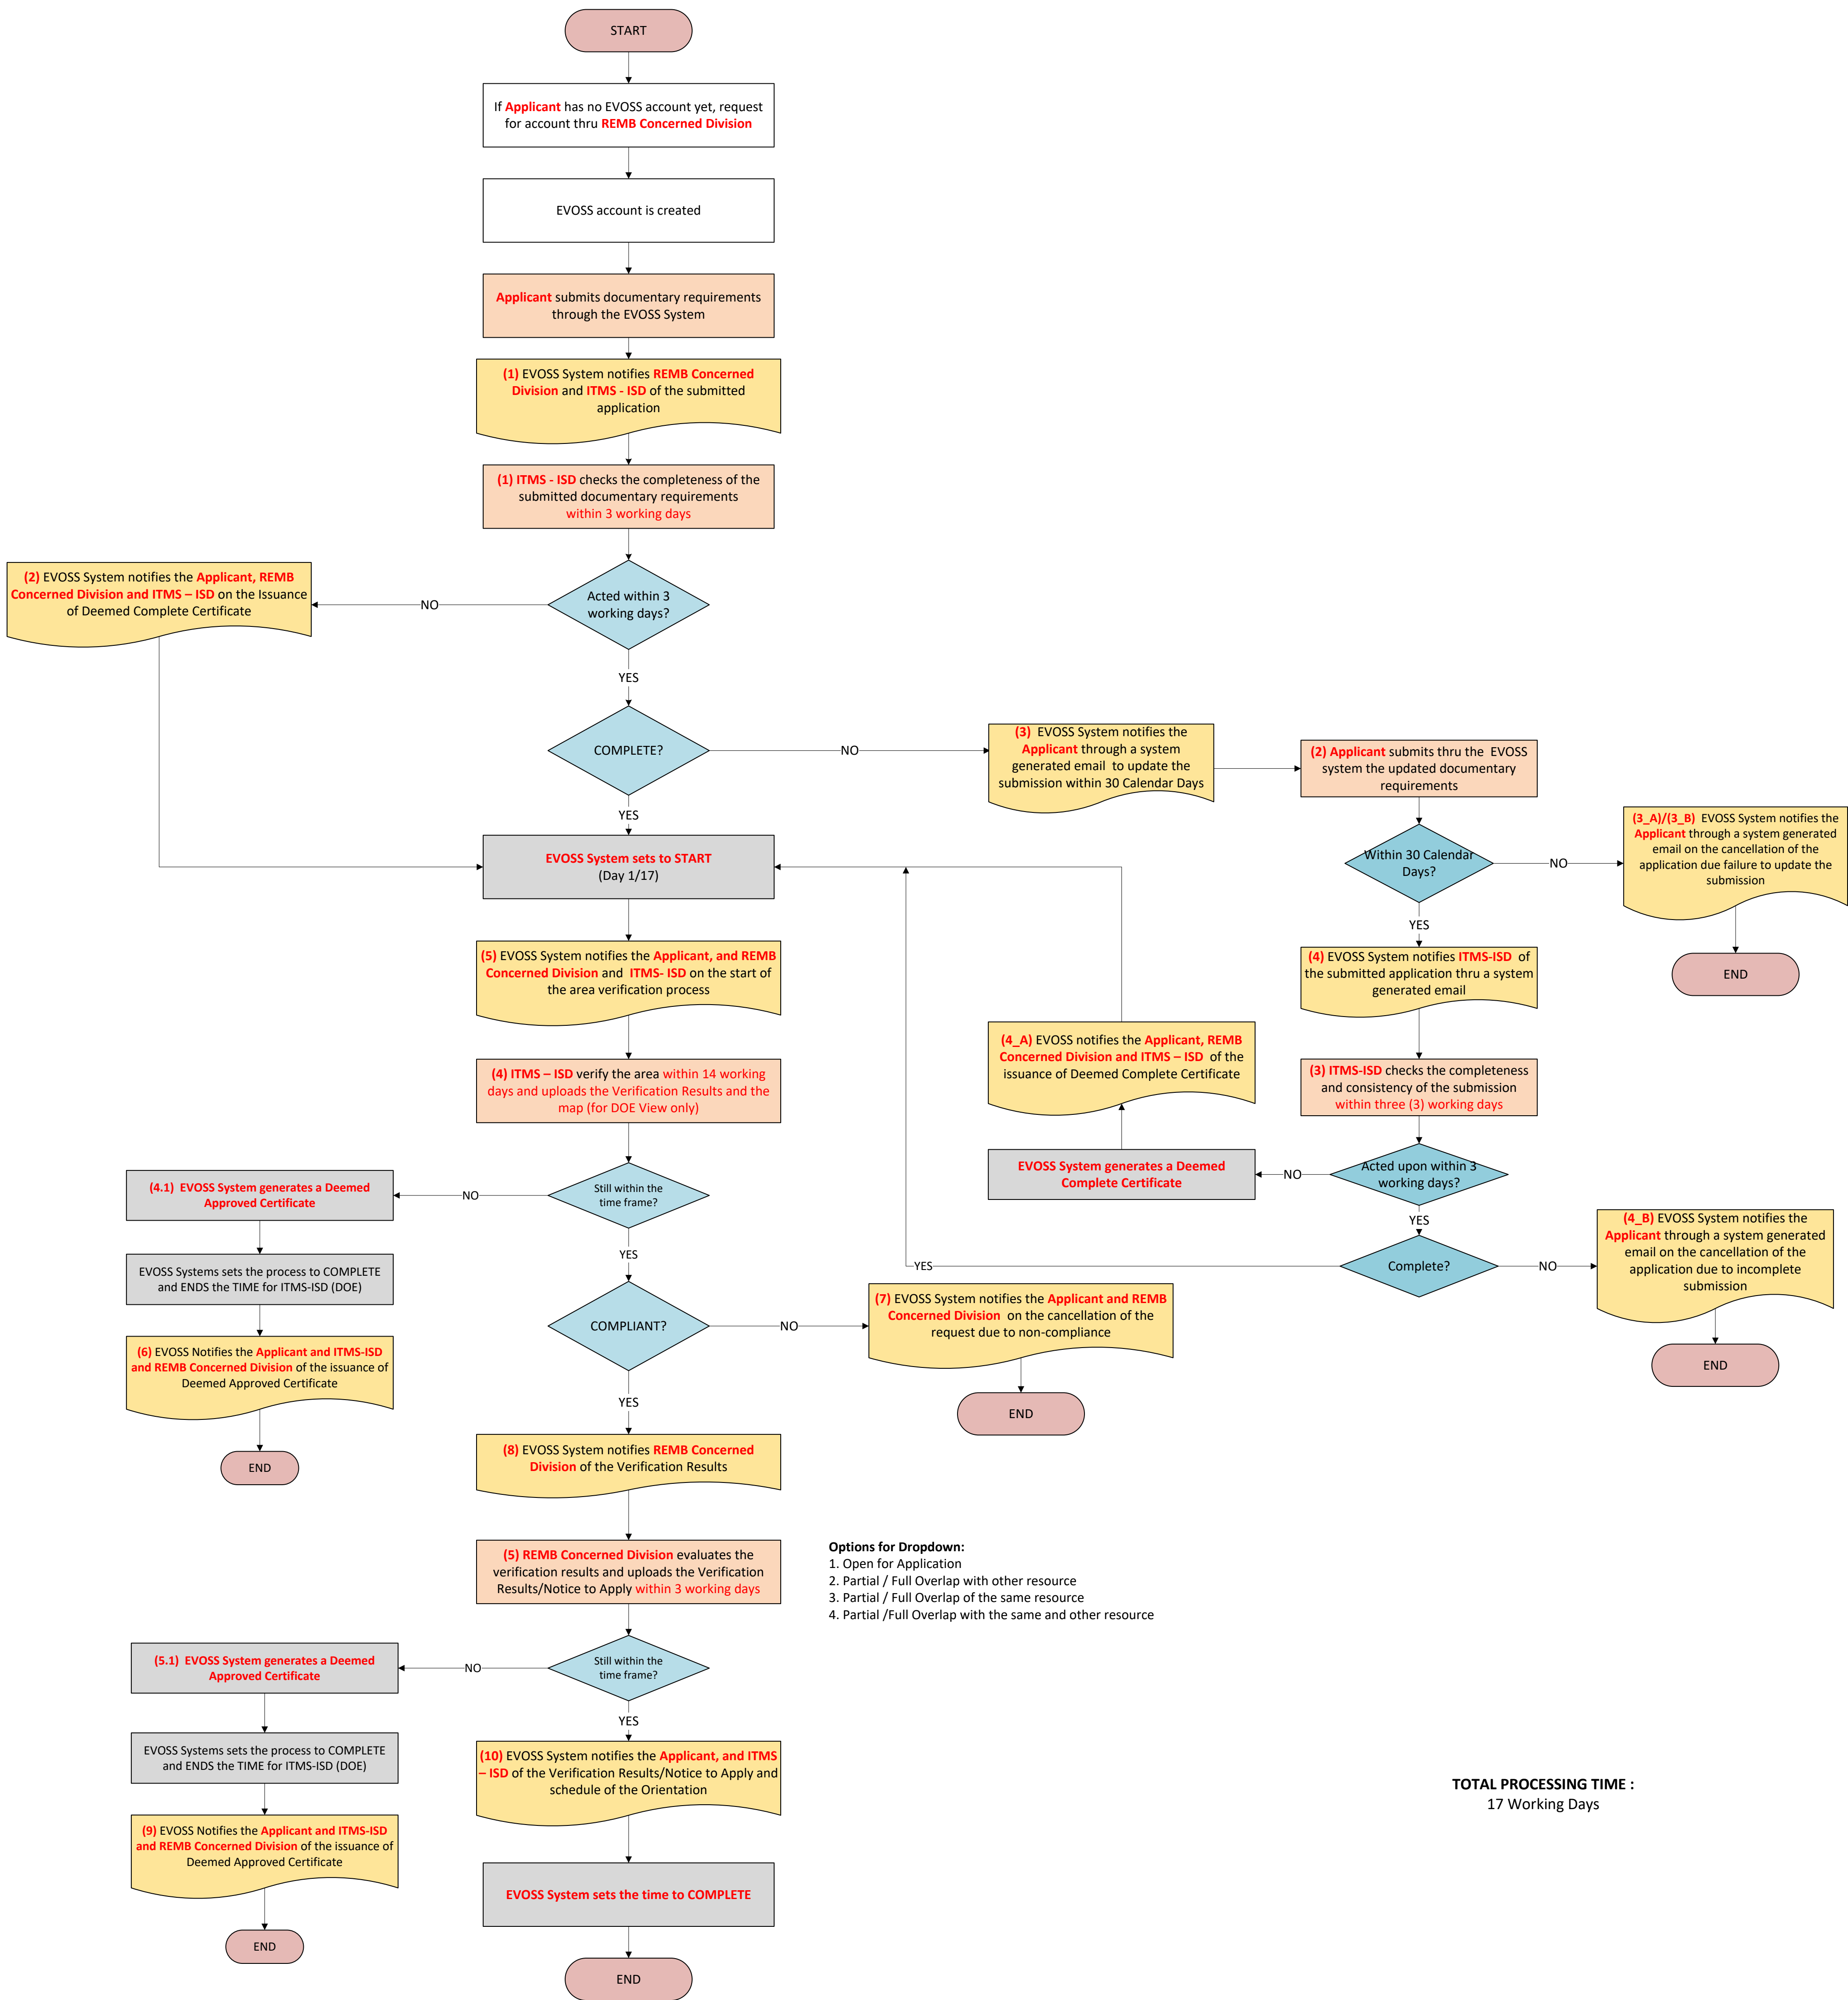 START
If Applicant has no EVOSS account yet, request
for account thru REMB Concerned Division
EVOSS account is created
Applicant submits documentary requirements
through the EVOSS System
(1) EVOSS System notifies REMB Concerned
Division and ITMS - ISD of the submitted
application
(1) ITMS - ISD checks the completeness of the
submitted documentary requirements
within 3 working days
Acted within 3
working days?
NO
(2) EVOSS System notifies the Applicant, REMB
Concerned Division and ITMS – ISD on the Issuance
of Deemed Complete Certificate
YES
COMPLETE?
NO
(3) EVOSS System notifies the
Applicant through a system
generated email to update the
submission within 30 Calendar Days
(2) Applicant submits thru the EVOSS
system the updated documentary
requirements
Within 30 Calendar
Days?
NO
(3_A)/(3_B) EVOSS System notifies the
Applicant through a system generated
email on the cancellation of the
application due failure to update the
submission
END
YES
(4) EVOSS System notifies ITMS-ISD of
the submitted application thru a system
generated email
(3) ITMS-ISD checks the completeness
and consistency of the submission
within three (3) working days
Acted upon within 3
working days?
NO
EVOSS System generates a Deemed
Complete Certificate
(4_A) EVOSS notifies the Applicant, REMB
Concerned Division and ITMS – ISD of the
issuance of Deemed Complete Certificate
YES
Complete?
YES
NO
(4_B) EVOSS System notifies the
Applicant through a system generated
email on the cancellation of the
application due to incomplete
submission
END
YES
EVOSS System sets to START
(Day 1/17)
(5) EVOSS System notifies the Applicant, and REMB
Concerned Division and ITMS- ISD on the start of
the area verification process
(4) ITMS – ISD verify the area within 14 working
days and uploads the Verification Results and the
map (for DOE View only)
Still within the
time frame?
NO
(4.1) EVOSS System generates a Deemed
Approved Certificate
EVOSS Systems sets the process to COMPLETE
and ENDS the TIME for ITMS-ISD (DOE)
(6) EVOSS Notifies the Applicant and ITMS-ISD
and REMB Concerned Division of the issuance of
Deemed Approved Certificate
END
YES
COMPLIANT?
NO
(7) EVOSS System notifies the Applicant and REMB
Concerned Division on the cancellation of the
request due to non-compliance
END
YES
(8) EVOSS System notifies REMB Concerned
Division of the Verification Results
(5) REMB Concerned Division evaluates the
verification results and uploads the Verification
Results/Notice to Apply within 3 working days
Options for Dropdown:
1. Open for Application
2. Partial / Full Overlap with other resource
3. Partial / Full Overlap of the same resource
4. Partial /Full Overlap with the same and other resource
Still within the
time frame?
NO
(5.1) EVOSS System generates a Deemed
Approved Certificate
EVOSS Systems sets the process to COMPLETE
and ENDS the TIME for ITMS-ISD (DOE)
(9) EVOSS Notifies the Applicant and ITMS-ISD
and REMB Concerned Division of the issuance of
Deemed Approved Certificate
END
YES
(10) EVOSS System notifies the Applicant, and ITMS
– ISD of the Verification Results/Notice to Apply and
schedule of the Orientation
EVOSS System sets the time to COMPLETE
END
TOTAL PROCESSING TIME :
17 Working Days